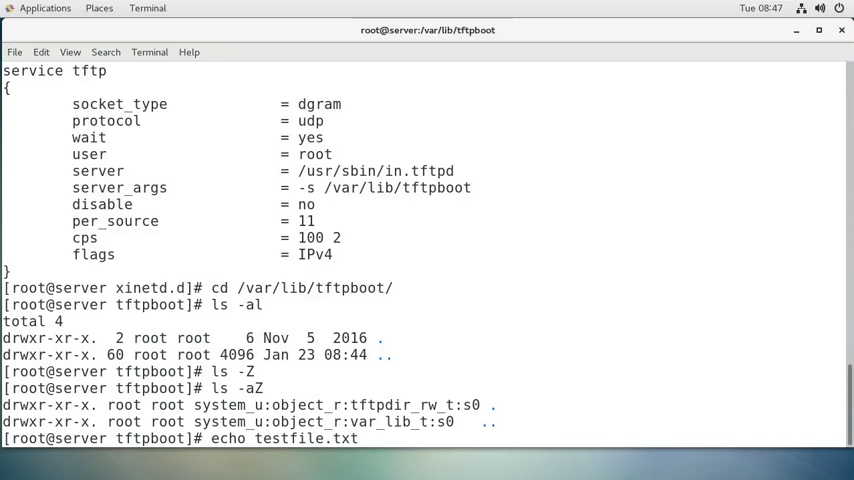 Applications Places Terminal Tue 08:47
root@server:/var/lib/tftpboot
File Edit View Search Terminal Help
service tftp
{
        socket_type             = dgram
        protocol                = udp
        wait                    = yes
        user                    = root
        server                  = /usr/sbin/in.tftpd
        server_args             = -s /var/lib/tftpboot
        disable                 = no
        per_source              = 11
        cps                     = 100 2
        flags                   = IPv4
}
[root@server xinetd.d]# cd /var/lib/tftpboot/
[root@server tftpboot]# ls -al
total 4
drwxr-xr-x.  2 root root    6 Nov  5  2016 .
drwxr-xr-x. 60 root root 4096 Jan 23 08:44 ..
[root@server tftpboot]# ls -Z
[root@server tftpboot]# ls -aZ
drwxr-xr-x. root root system_u:object_r:tftpdir_rw_t:s0 .
drwxr-xr-x. root root system_u:object_r:var_lib_t:s0   ..
[root@server tftpboot]# echo testfile.txt